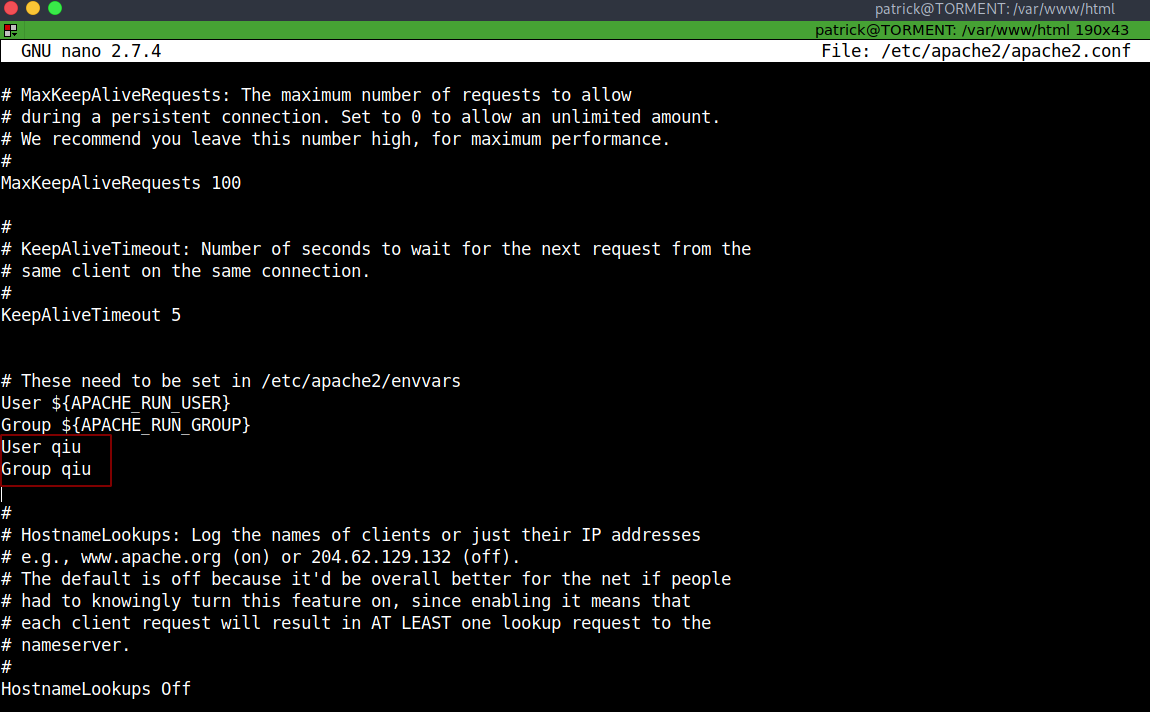 patrick@TORMENT: /var/www/html
patrick@TORMENT: /var/www/html 190x43
GNU nano 2.7.4 File: /etc/apache2/apache2.conf
# MaxKeepAliveRequests: The maximum number of requests to allow
# during a persistent connection. Set to 0 to allow an unlimited amount.
# We recommend you leave this number high, for maximum performance.
#
MaxKeepAliveRequests 100
#
# KeepAliveTimeout: Number of seconds to wait for the next request from the
# same client on the same connection.
#
KeepAliveTimeout 5
# These need to be set in /etc/apache2/envvars
User ${APACHE_RUN_USER}
Group ${APACHE_RUN_GROUP}
User qiu
Group qiu
#
# HostnameLookups: Log the names of clients or just their IP addresses
# e.g., www.apache.org (on) or 204.62.129.132 (off).
# The default is off because it'd be overall better for the net if people
# had to knowingly turn this feature on, since enabling it means that
# each client request will result in AT LEAST one lookup request to the
# nameserver.
#
HostnameLookups Off